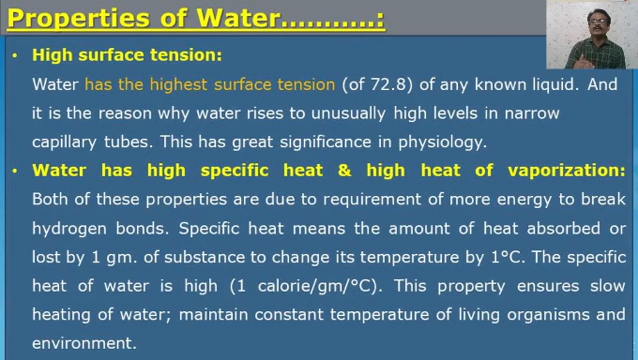 Properties of Water...........:
• High surface tension:
Water has the highest surface tension (of 72.8) of any known liquid. And
it is the reason why water rises to unusually high levels in narrow
capillary tubes. This has great significance in physiology.
• Water has high specific heat & high heat of vaporization:
Both of these properties are due to requirement of more energy to break
hydrogen bonds. Specific heat means the amount of heat absorbed or
lost by 1 gm. of substance to change its temperature by 1°C. The specific
heat of water is high (1 calorie/gm/°C). This property ensures slow
heating of water; maintain constant temperature of living organisms and
environment.